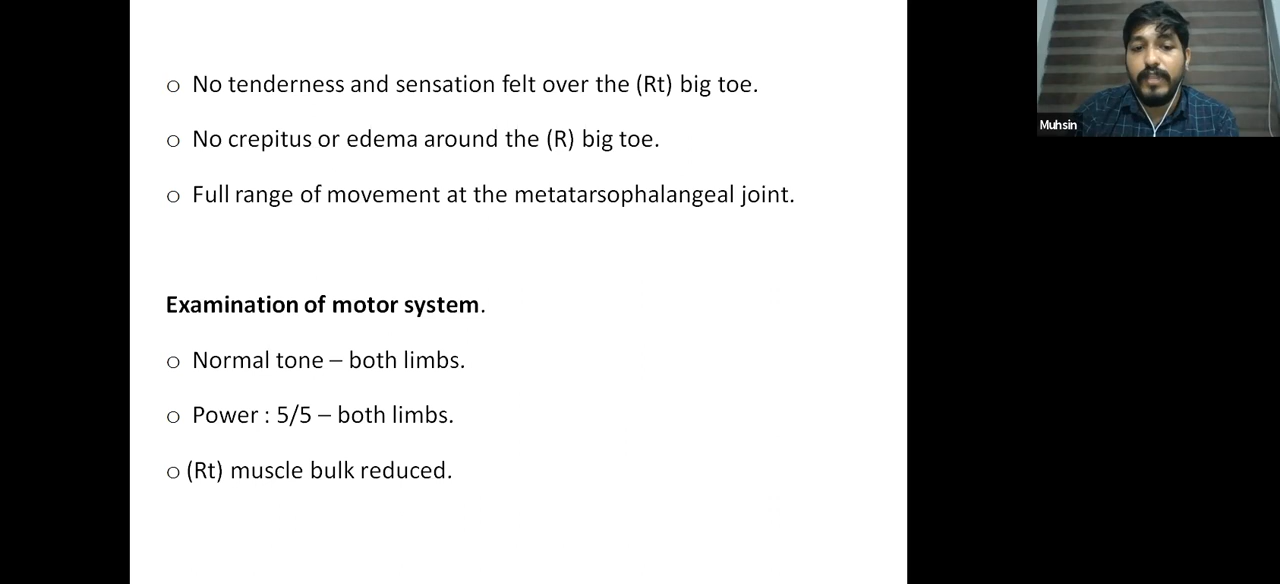 o No tenderness and sensation felt over the (Rt) big toe.
o No crepitus or edema around the (R) big toe.
o Full range of movement at the metatarsophalangeal joint.
Examination of motor system.
o Normal tone – both limbs.
o Power : 5/5 – both limbs.
o (Rt) muscle bulk reduced.
Muhsin